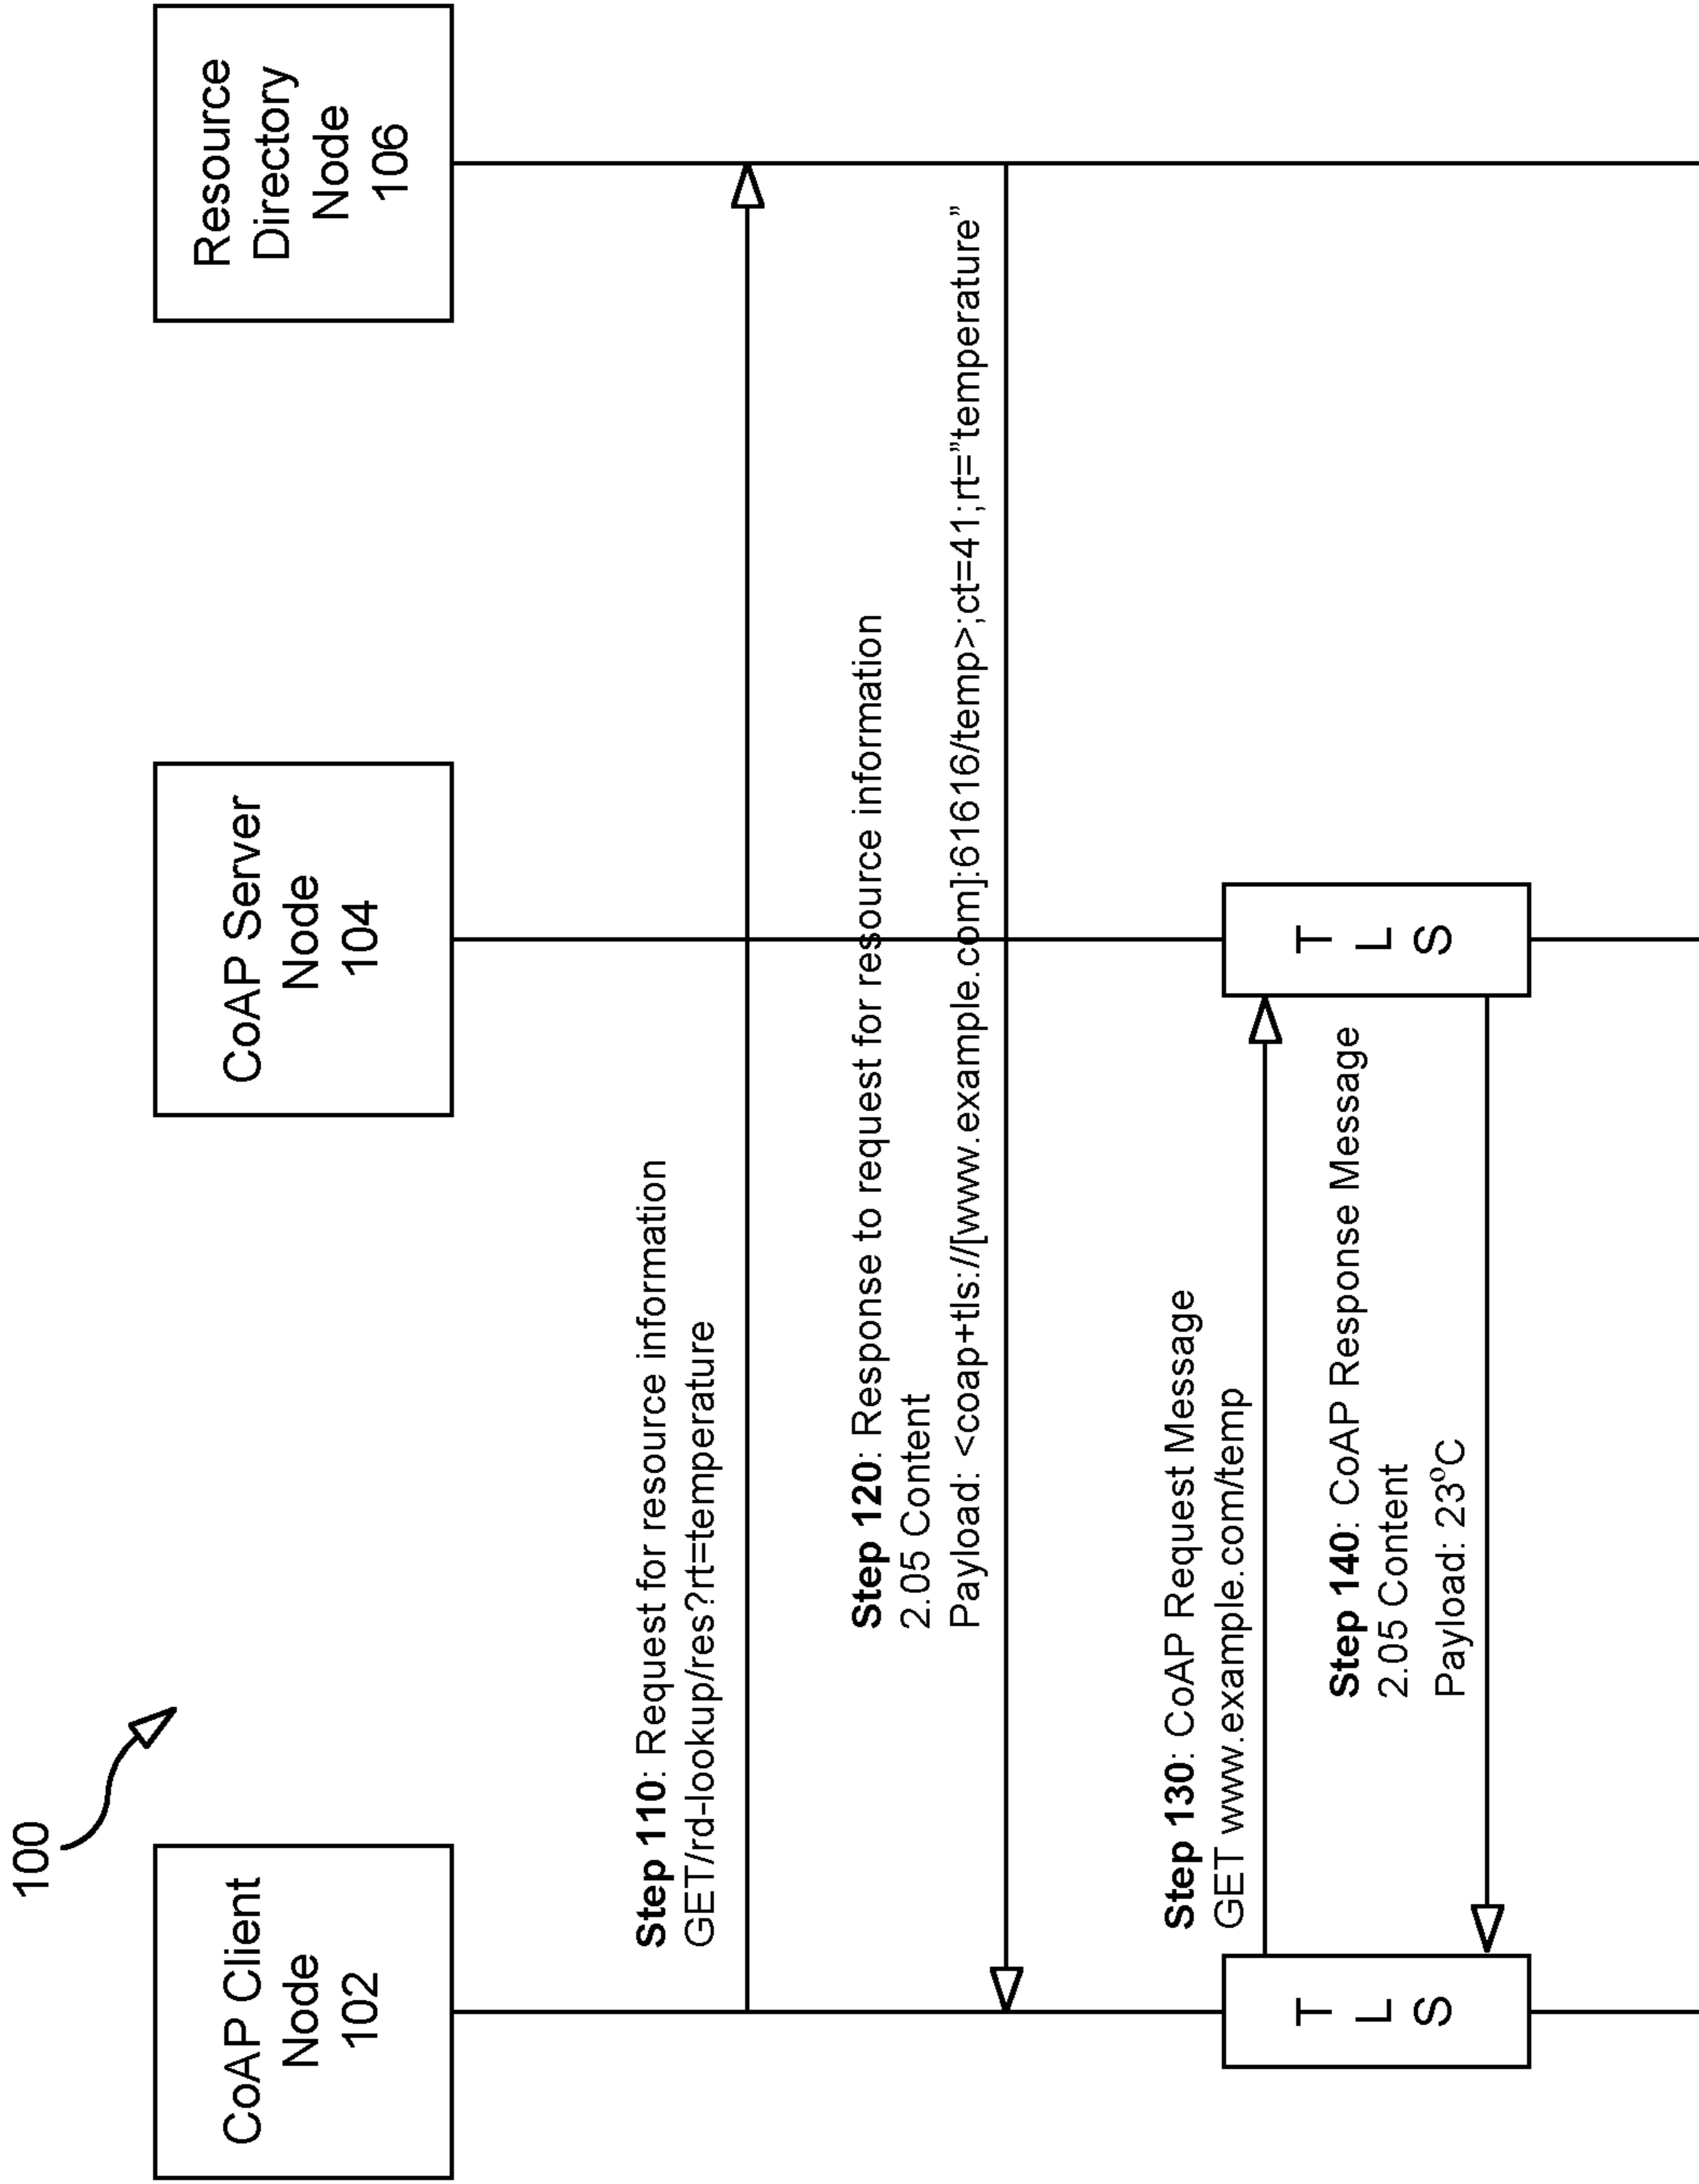 100
CoAP Client
Node
102
CoAP Server
Node
104
Resource
Directory
Node
106
Step 110: Request for resource information
GET/rd-lookup/res?rt=temperature
Step 120: Response to request for resource information
2.05 Content
Payload: <coap+tls://[www.example.com]:61616/temp>;ct=41;rt=”temperature”
Step 130: CoAP Request Message
GET www.example.com/temp
T
L
S
T
L
S
Step 140: CoAP Response Message
2.05 Content
Payload: 23⁰C